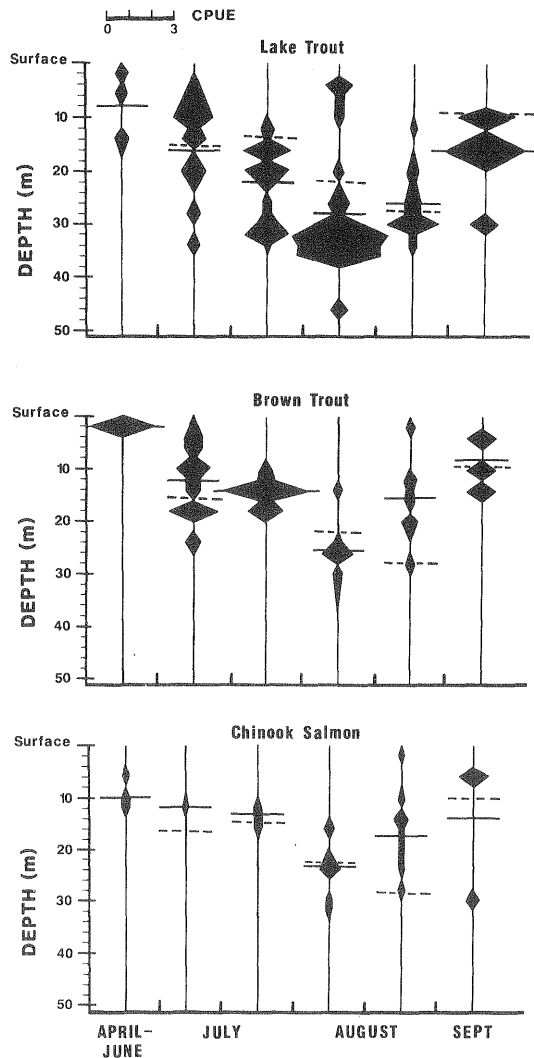 CPUE
0 3
Lake Trout
Surface
10
20
30
40
50
DEPTH (m)
Brown Trout
Surface
10
20
30
40
50
DEPTH (m)
Chinook Salmon
Surface
10
20
30
40
50
DEPTH (m)
APRIL- JULY AUGUST SEPT
JUNE